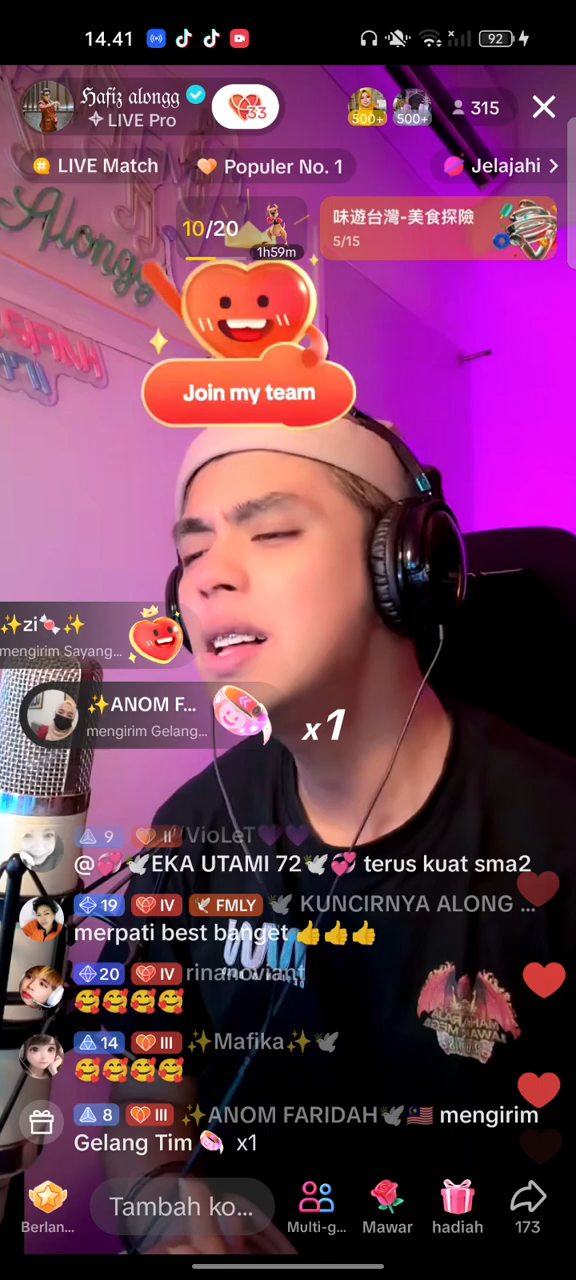 14.41
92
Hafiz alongg
LIVE Pro
33
500+
500+
315
LIVE Match
Populer No. 1
Jelajahi >
Alongg
10/20
1h59m
味遊台灣-美食探險
5/15
Join my team
✨zi🍬✨
mengirim Sayang...
✨ANOM F...
mengirim Gelang...
x1
9 II VioLeT💜💜
@💞🕊EKA UTAMI 72🕊💞 terus kuat sma2
19 IV FMLY 🕊 KUNCIRNYA ALONG ...
merpati best banget 👍👍👍
20 IV rinanoviant
🥰🥰🥰🥰
14 III ✨Mafika✨🕊
🥰🥰🥰🥰
8 III ✨ANOM FARIDAH🕊🇲🇾 mengirim
Gelang Tim x1
Berlan...
Tambah ko...
Multi-g...
Mawar
hadiah
173